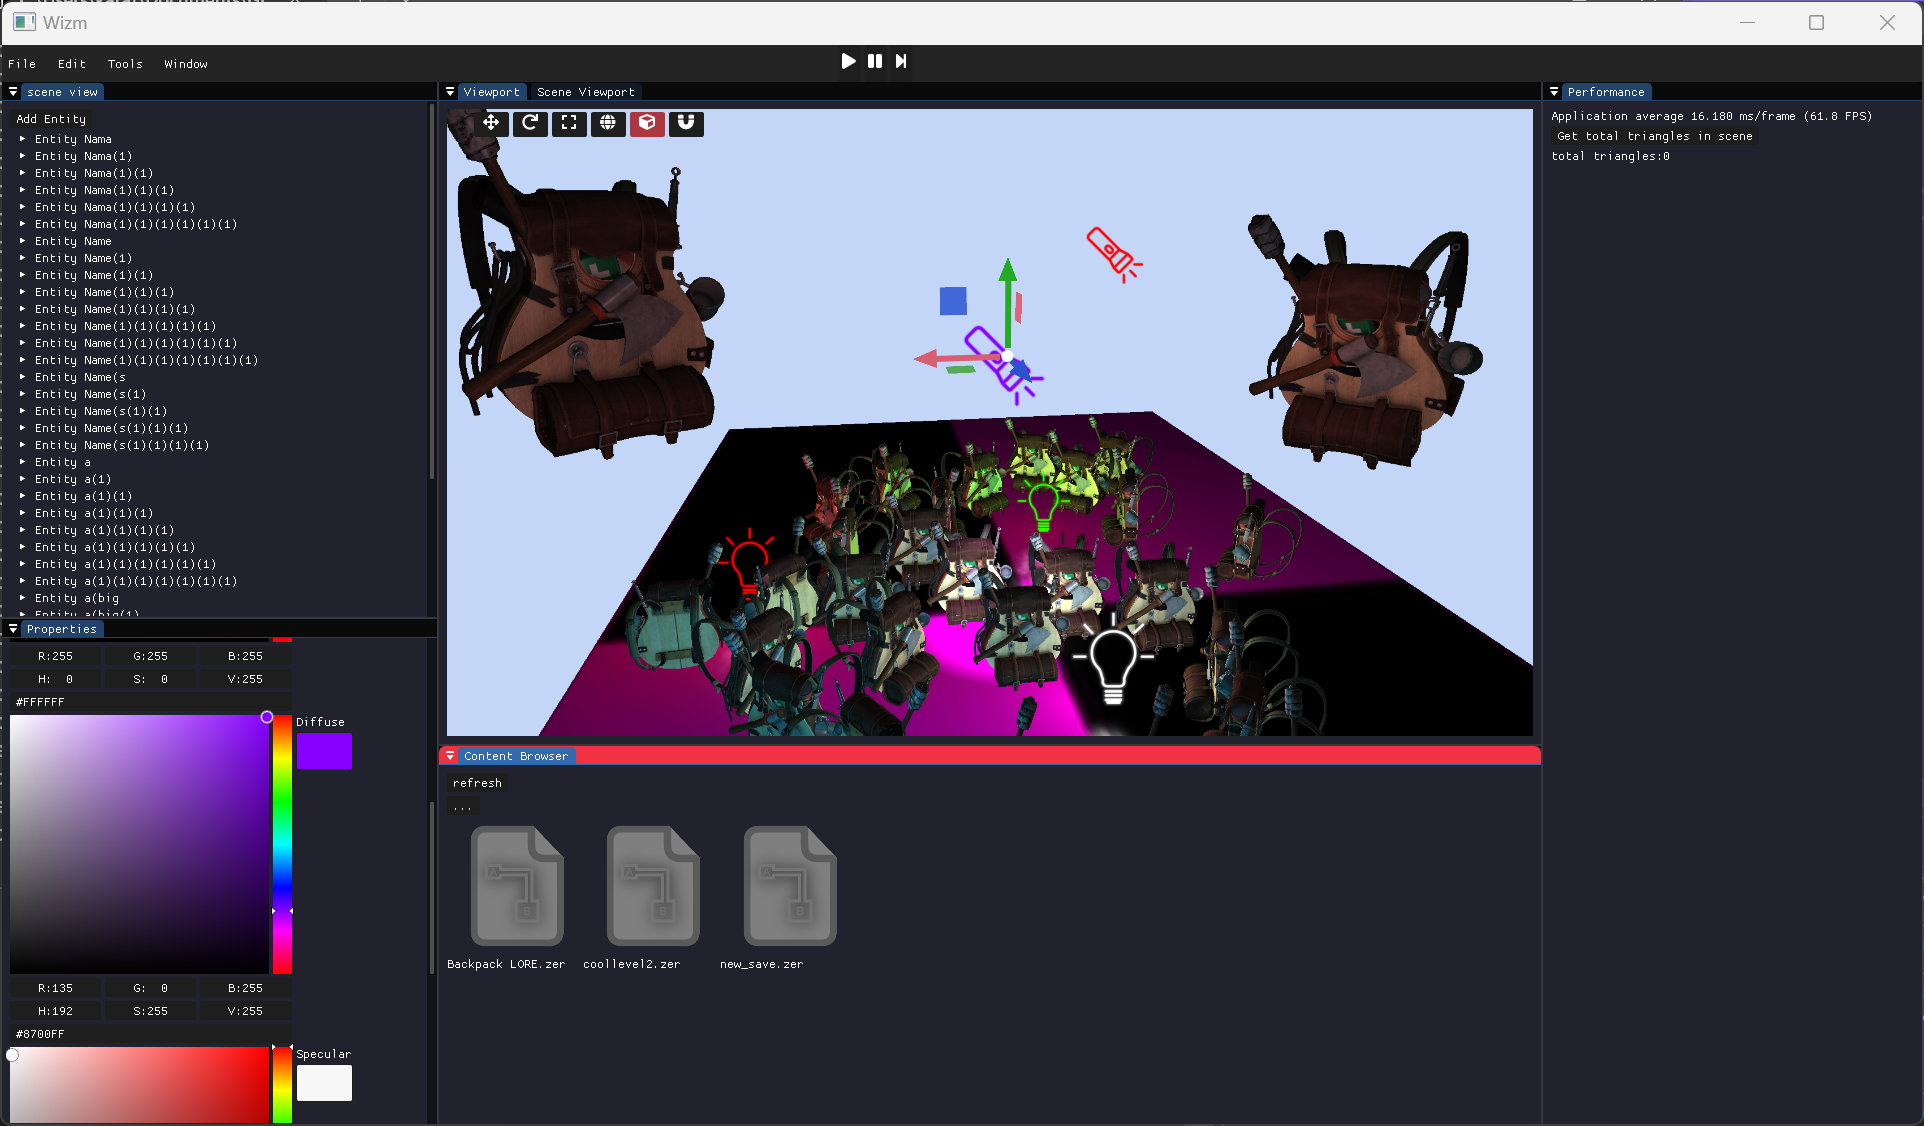 Wizm
File Edit Tools Window
scene view
Add Entity
Entity Nama
Entity Nama(1)
Entity Nama(1)(1)
Entity Nama(1)(1)(1)
Entity Nama(1)(1)(1)(1)
Entity Nama(1)(1)(1)(1)(1)(1)
Entity Name
Entity Name(1)
Entity Name(1)(1)
Entity Name(1)(1)(1)
Entity Name(1)(1)(1)(1)
Entity Name(1)(1)(1)(1)(1)
Entity Name(1)(1)(1)(1)(1)(1)
Entity Name(1)(1)(1)(1)(1)(1)(1)
Entity Name(s
Entity Name(s(1)
Entity Name(s(1)(1)
Entity Name(s(1)(1)(1)
Entity Name(s(1)(1)(1)(1)
Entity a
Entity a(1)
Entity a(1)(1)
Entity a(1)(1)(1)
Entity a(1)(1)(1)(1)
Entity a(1)(1)(1)(1)(1)
Entity a(1)(1)(1)(1)(1)(1)
Entity a(1)(1)(1)(1)(1)(1)(1)
Entity a(big
Entity a(big(1)
Properties
R:255 G:255 B:255
H: 0 S: 0 V:255
#FFFFFF
Diffuse
R:135 G: 0 B:255
H:192 S:255 V:255
#8700FF
Specular
Viewport Scene Viewport
Content Browser
refresh
...
A A A
B B B
Backpack LORE.zer coollevel2.zer new_save.zer
Performance
Application average 16.180 ms/frame (61.8 FPS)
Get total triangles in scene
total triangles:0